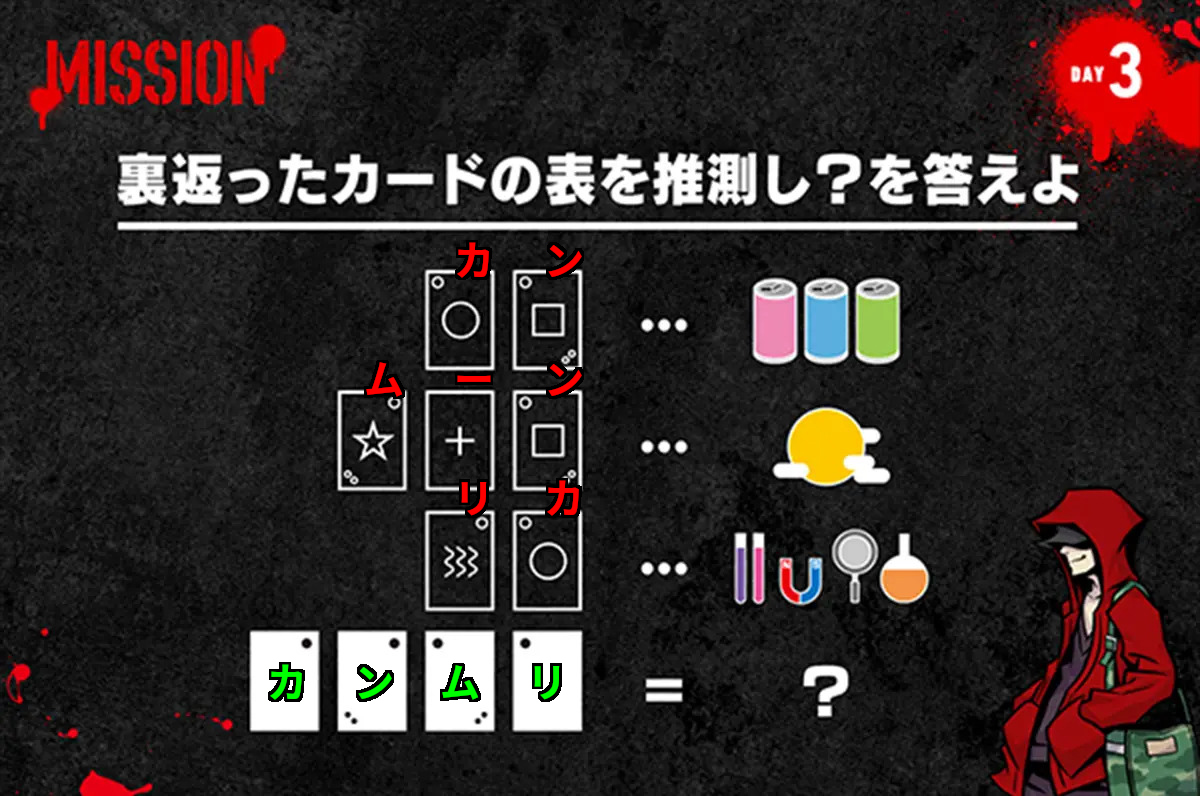 MISSION
DAY 3
裏返ったカードの表を推測し?を答えよ
カン
…
ムーン
…
リカ
…
カンムリ = ?